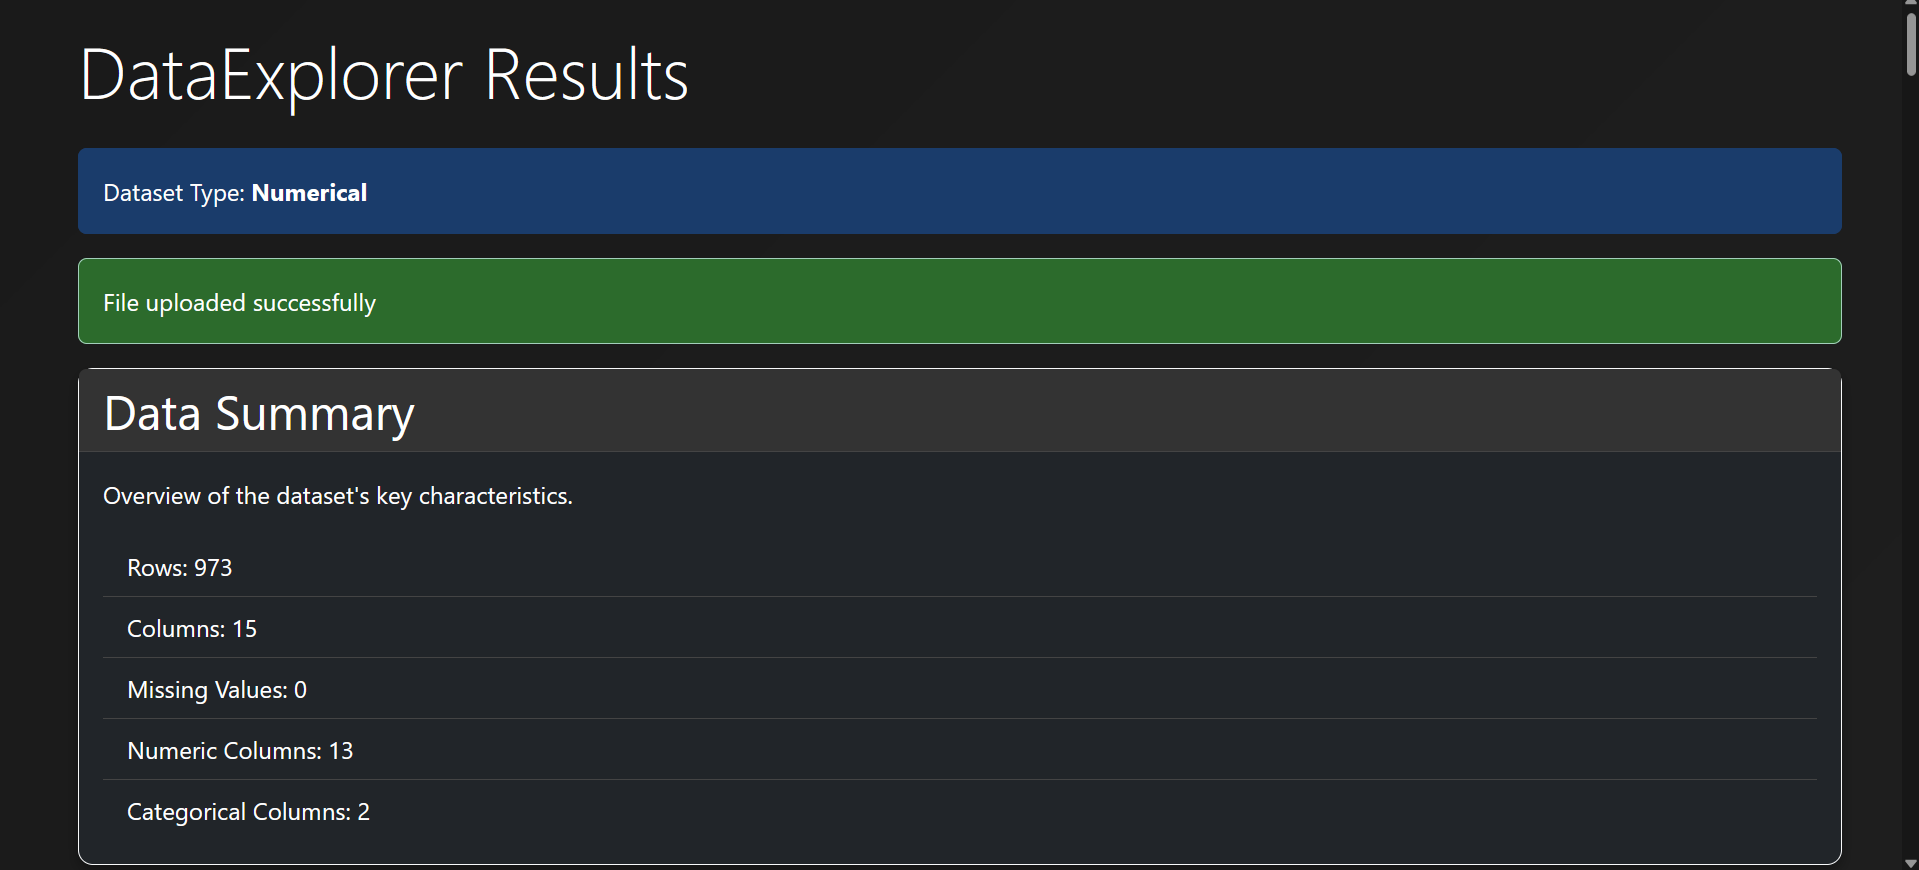 DataExplorer Results
Dataset Type: Numerical
File uploaded successfully
Data Summary
Overview of the dataset's key characteristics.
Rows: 973
Columns: 15
Missing Values: 0
Numeric Columns: 13
Categorical Columns: 2